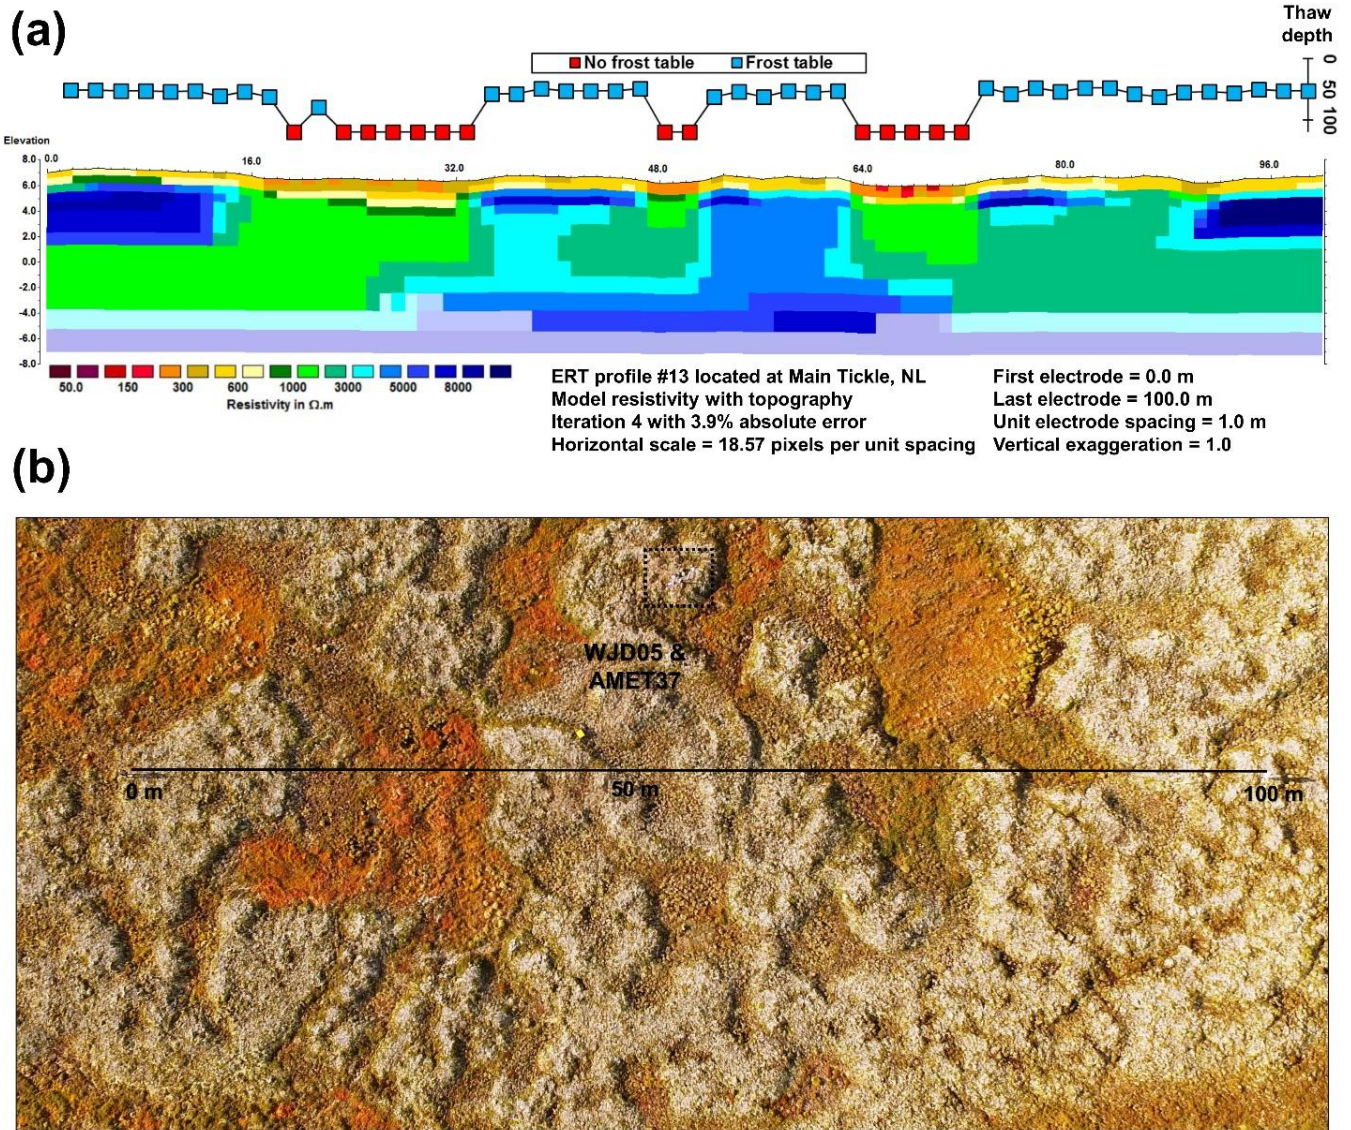 (a)
Thaw
depth
No frost table Frost table
0
50
100
Elevation
8.0 0.0 16.0 32.0 48.0 64.0 80.0 96.0
6.0
4.0
2.0
0.0
-2.0
-4.0
-6.0
-8.0
50.0 150 300 600 1000 3000 5000 8000
Resistivity in Ω.m
ERT profile #13 located at Main Tickle, NL
Model resistivity with topography
Iteration 4 with 3.9% absolute error
Horizontal scale = 18.57 pixels per unit spacing
First electrode = 0.0 m
Last electrode = 100.0 m
Unit electrode spacing = 1.0 m
Vertical exaggeration = 1.0
(b)
WJD05 &
AMET37
0 m 50 m 100 m